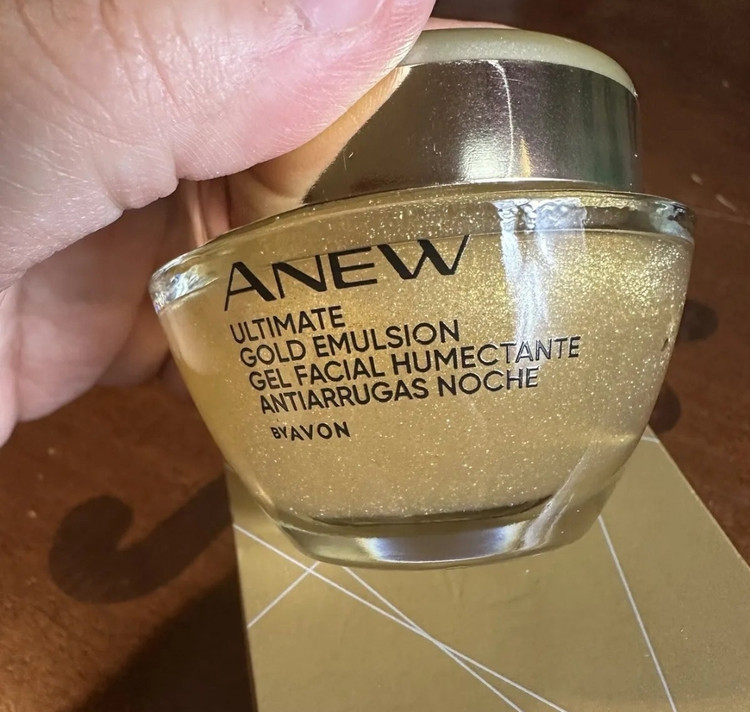 ANEW
ULTIMATE
GOLD EMULSION
GEL FACIAL HUMECTANTE
ANTIARRUGAS NOCHE
BY AVON